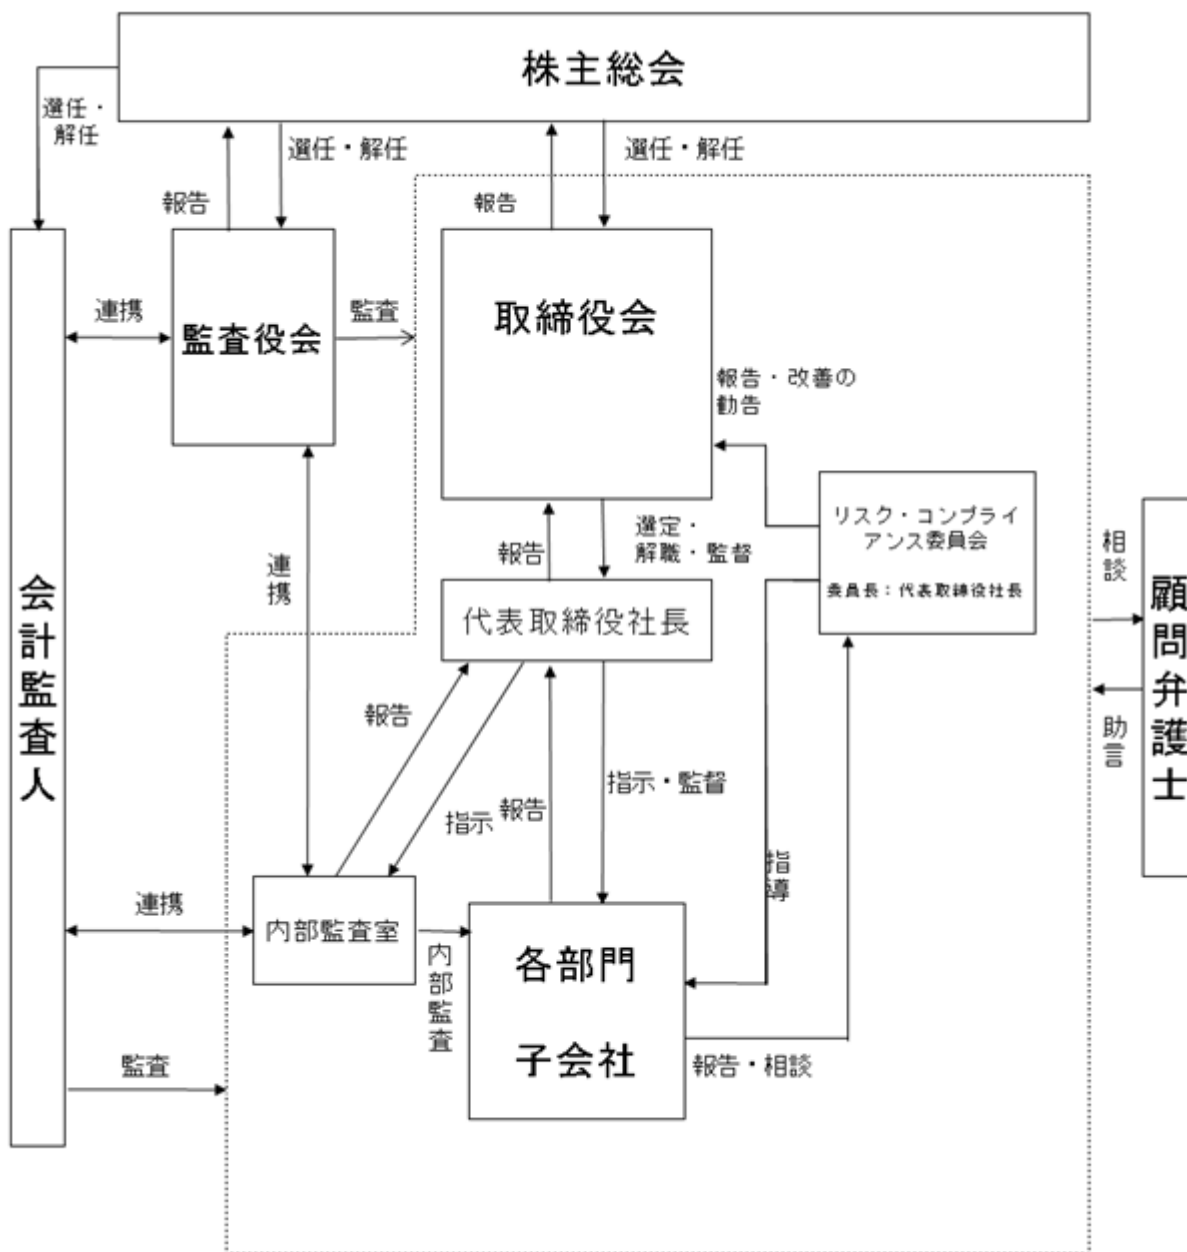 株主総会
選任・
解任
選任・解任
選任・解任
報告
報告
連携
監査役会
監査
取締役会
報告・改善の
勧告
リスク・コンプライ
アンス委員会
委員長：代表取締役社長
選定・
解職・監督
報告
連携
代表取締役社長
相談
顧問弁護士
助言
会計監査人
報告
指示
報告
指示・監督
指導
連携
内部監査室
内部監査
各部門
子会社
監査
報告・相談